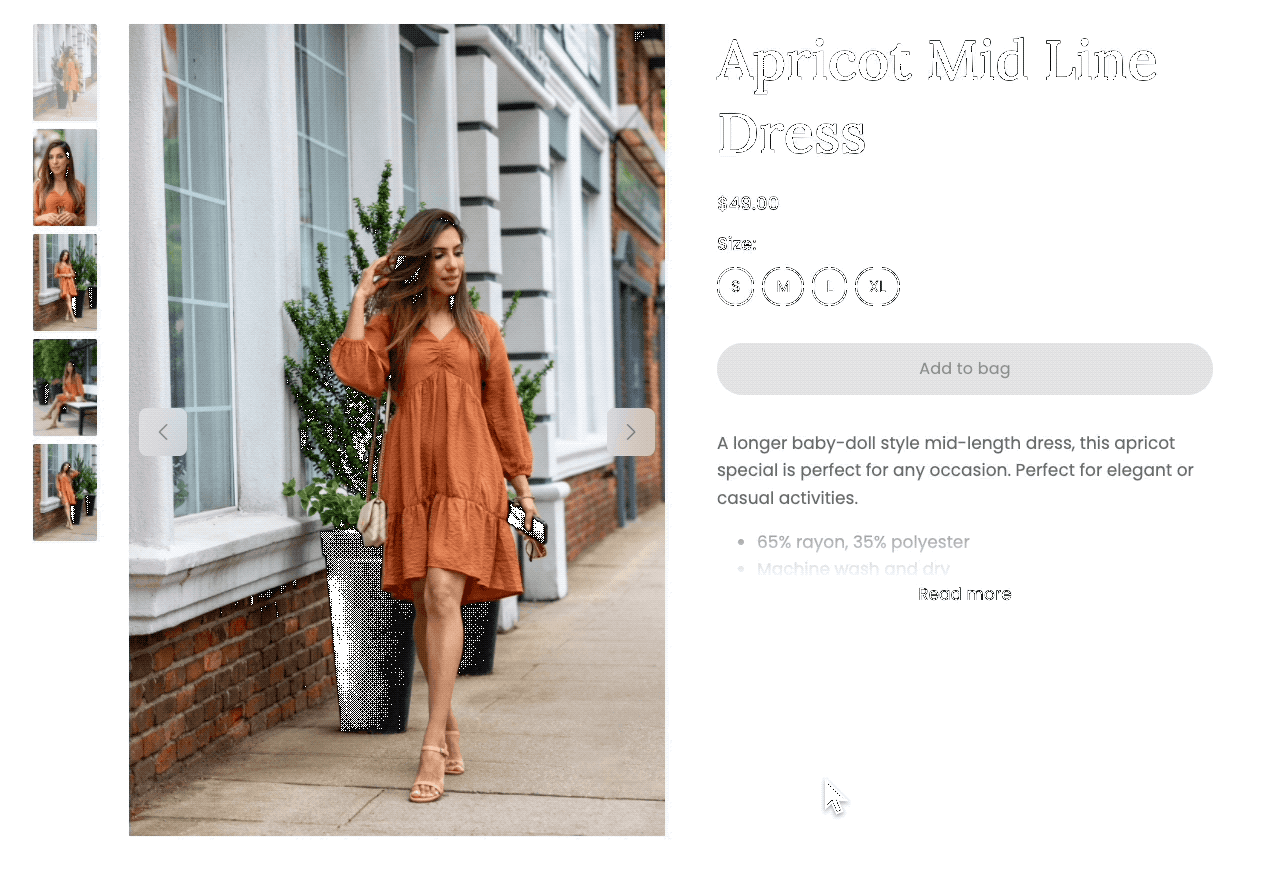 Apricot Mid Line
Dress
$49.00
Size:
S M L XL
Add to bag
A longer baby-doll style mid-length dress, this apricot
special is perfect for any occasion. Perfect for elegant or
casual activities.
• 65% rayon, 35% polyester
• Machine wash and dry
Read more